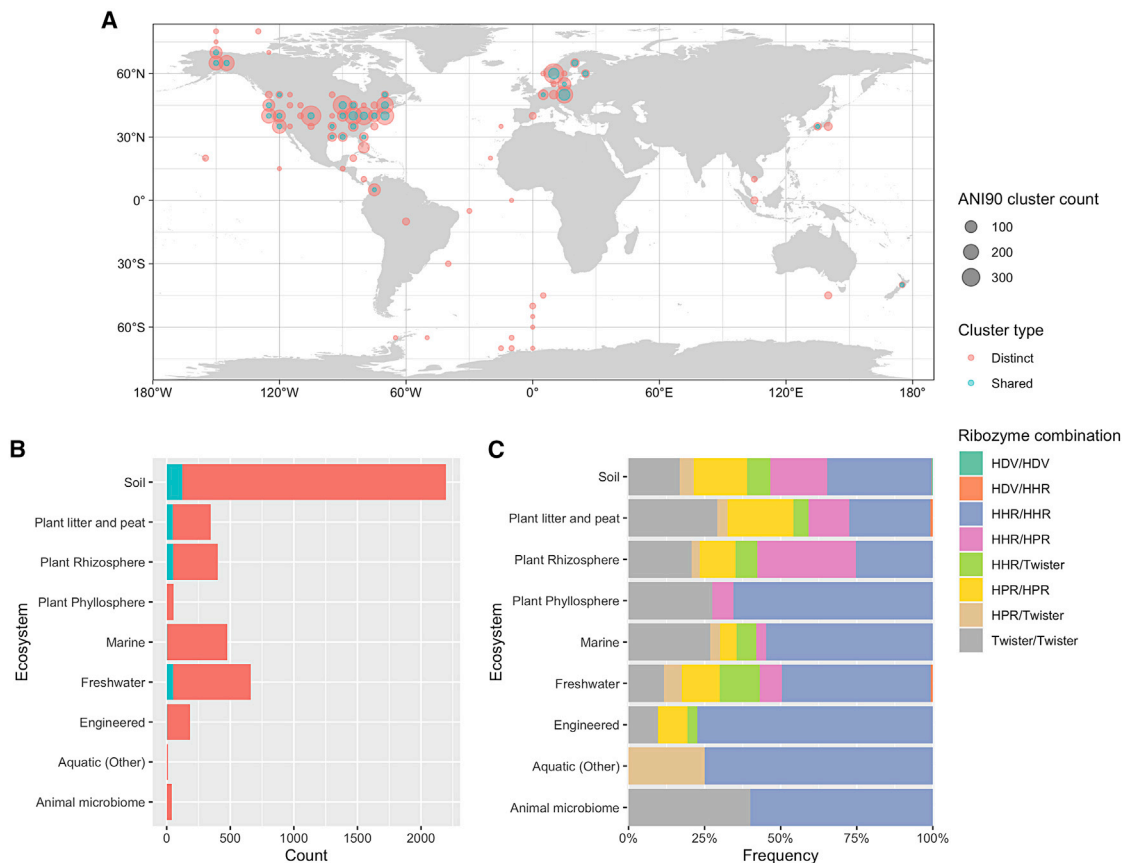 A
60°N
30°N
0°
30°S
60°S
180°W
120°W
60°W
0°
60°E
120°E
180°
ANI90 cluster count
100
200
300
Cluster type
Distinct
Shared
B
Ecosystem
Soil
Plant litter and peat
Plant Rhizosphere
Plant Phyllosphere
Marine
Freshwater
Engineered
Aquatic (Other)
Animal microbiome
0
500
1000
1500
2000
Count
C
Ecosystem
Soil
Plant litter and peat
Plant Rhizosphere
Plant Phyllosphere
Marine
Freshwater
Engineered
Aquatic (Other)
Animal microbiome
0%
25%
50%
75%
100%
Frequency
Ribozyme combination
HDV/HDV
HDV/HHR
HHR/HHR
HHR/HPR
HHR/Twister
HPR/HPR
HPR/Twister
Twister/Twister